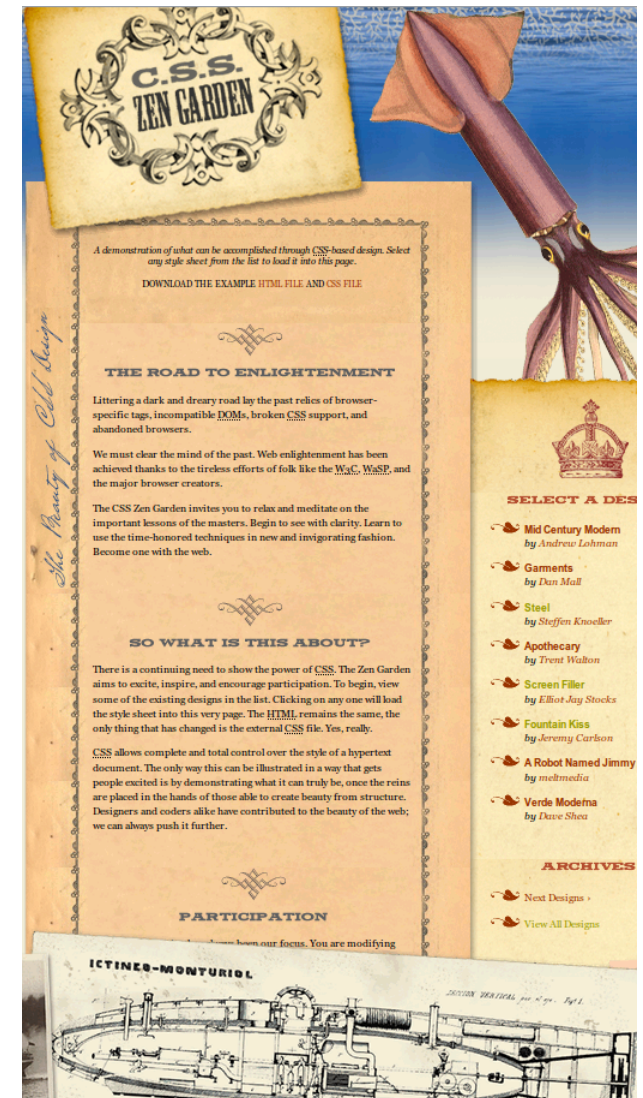 C.S.S.
ZEN GARDEN
A demonstration of what can be accomplished through CSS-based design. Select
any style sheet from the list to load it into this page.
DOWNLOAD THE EXAMPLE HTML FILE AND CSS FILE
The Beauty of CSS Design
THE ROAD TO ENLIGHTENMENT
Littering a dark and dreary road lay the past relics of browser-
specific tags, incompatible DOMs, broken CSS support, and
abandoned browsers.
We must clear the mind of the past. Web enlightenment has been
achieved thanks to the tireless efforts of folk like the W3C, WaSP, and
the major browser creators.
The CSS Zen Garden invites you to relax and meditate on the
important lessons of the masters. Begin to see with clarity. Learn to
use the time-honored techniques in new and invigorating fashion.
Become one with the web.
SO WHAT IS THIS ABOUT?
There is a continuing need to show the power of CSS. The Zen Garden
aims to excite, inspire, and encourage participation. To begin, view
some of the existing designs in the list. Clicking on any one will load
the style sheet into this very page. The HTML remains the same, the
only thing that has changed is the external CSS file. Yes, really.
CSS allows complete and total control over the style of a hypertext
document. The only way this can be illustrated in a way that gets
people excited is by demonstrating what it can truly be, once the reins
are placed in the hands of those able to create beauty from structure.
Designers and coders alike have contributed to the beauty of the web;
we can always push it further.
PARTICIPATION
been our focus. You are modifying
SELECT A DES
Mid Century Modern
by Andrew Lohman
Garments
by Dan Mall
Steel
by Steffen Knoeller
Apothecary
by Trent Walton
Screen Filler
by Elliot Jay Stocks
Fountain Kiss
by Jeremy Carlson
A Robot Named Jimmy
by meltmedia
Verde Moderna
by Dave Shea
ARCHIVES
Next Designs ›
View All Designs
ICTINEO-MONTURIOL
SECCION VERTICAL por el eje. Fig 1.